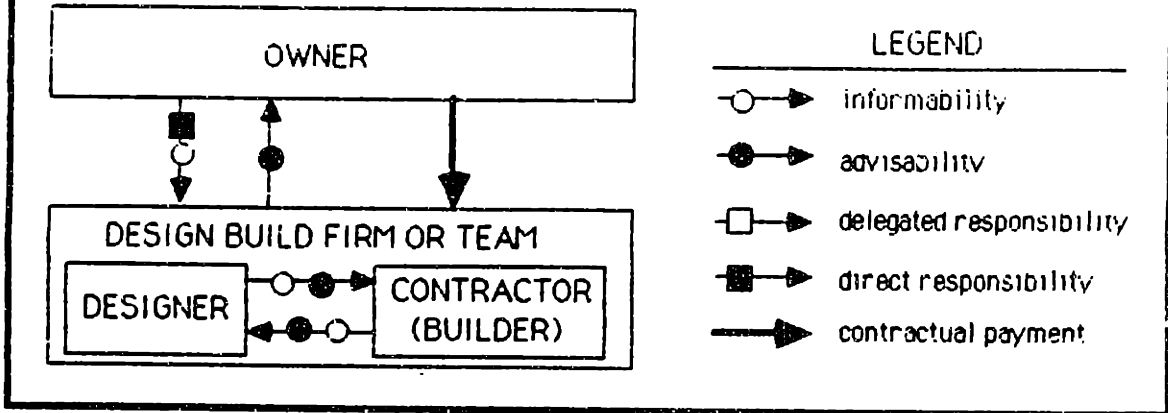 OWNER
DESIGN BUILD FIRM OR TEAM
DESIGNER
CONTRACTOR
(BUILDER)
LEGEND
informability
advisability
delegated responsibility
direct responsibility
contractual payment